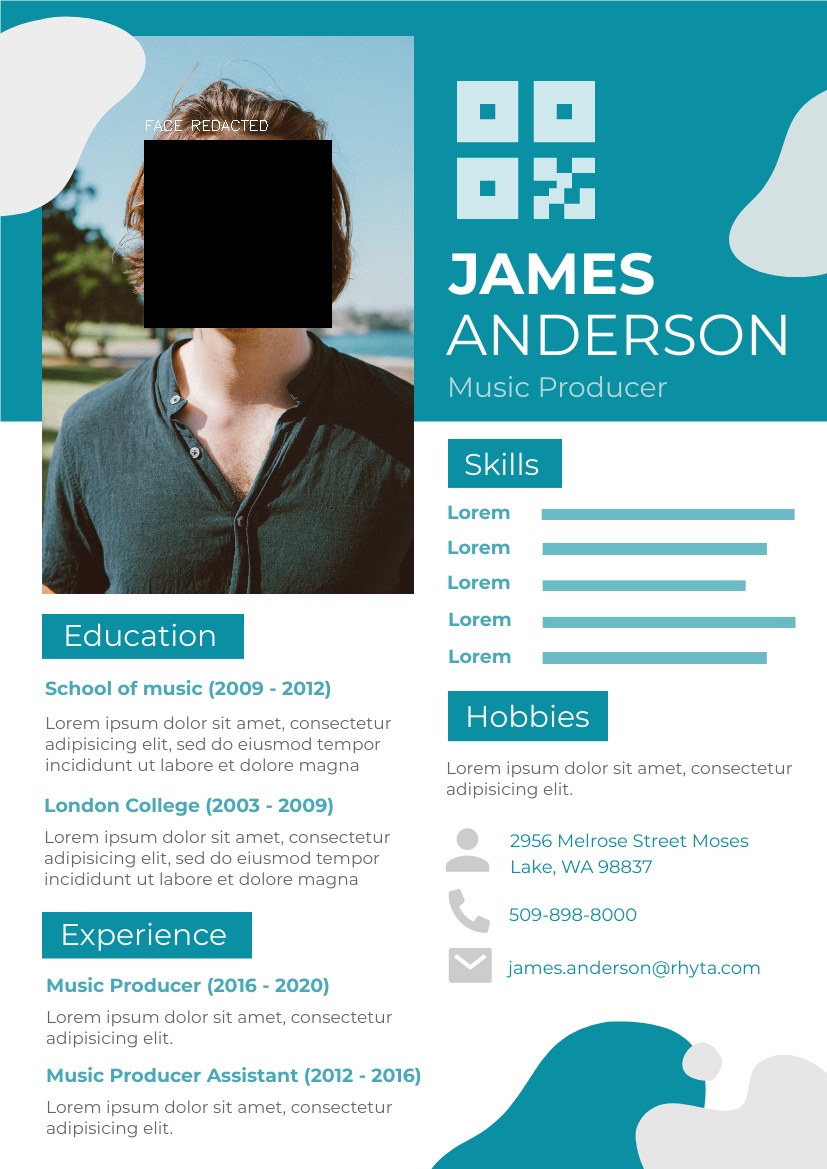 FACE REDACTED
JAMES
ANDERSON
Music Producer
Skills
Lorem
Lorem
Lorem
Lorem
Lorem
Education
School of music (2009 - 2012)
Lorem ipsum dolor sit amet, consectetur
adipisicing elit, sed do eiusmod tempor
incididunt ut labore et dolore magna
London College (2003 - 2009)
Lorem ipsum dolor sit amet, consectetur
adipisicing elit, sed do eiusmod tempor
incididunt ut labore et dolore magna
Experience
Music Producer (2016 - 2020)
Lorem ipsum dolor sit amet, consectetur
adipisicing elit.
Music Producer Assistant (2012 - 2016)
Lorem ipsum dolor sit amet, consectetur
adipisicing elit.
Hobbies
Lorem ipsum dolor sit amet, consectetur
adipisicing elit.
2956 Melrose Street Moses
Lake, WA 98837
509-898-8000
james.anderson@rhyta.com